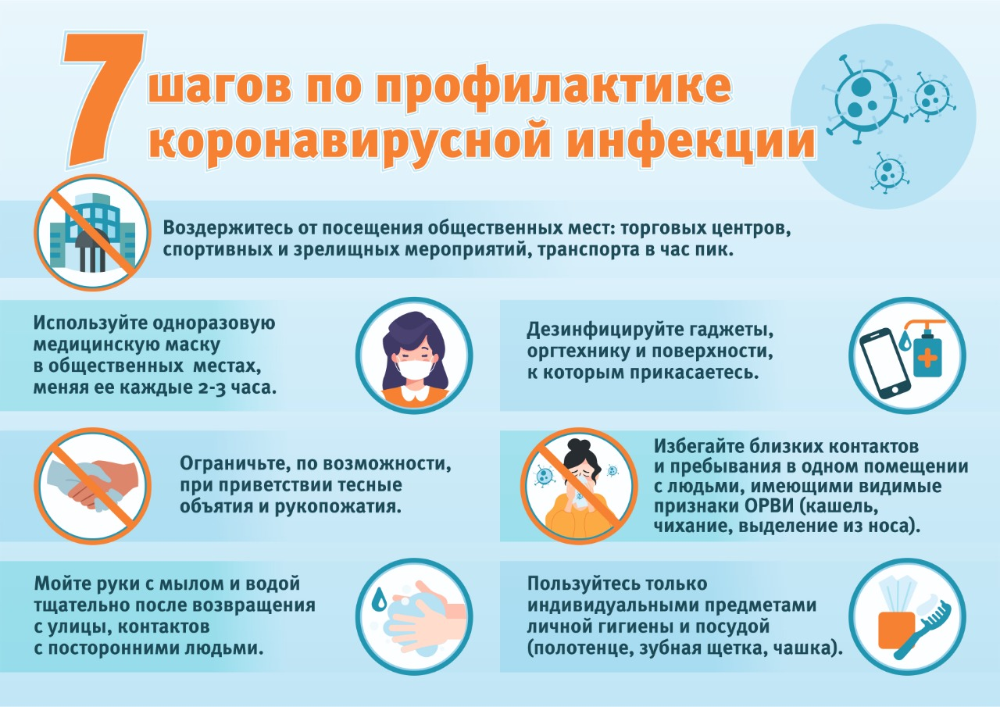 7
шагов по профилактике
коронавирусной инфекции
Воздержитесь от посещения общественных мест: торговых центров,
спортивных и зрелищных мероприятий, транспорта в час пик.
Используйте одноразовую
медицинскую маску
в общественных местах,
меняя ее каждые 2-3 часа.
Дезинфицируйте гаджеты,
оргтехнику и поверхности,
к которым прикасаетесь.
Ограничьте, по возможности,
при приветствии тесные
объятия и рукопожатия.
Избегайте близких контактов
и пребывания в одном помещении
с людьми, имеющими видимые
признаки ОРВИ (кашель,
чихание, выделение из носа).
Мойте руки с мылом и водой
тщательно после возвращения
с улицы, контактов
с посторонними людьми.
Пользуйтесь только
индивидуальными предметами
личной гигиены и посудой
(полотенце, зубная щетка, чашка).